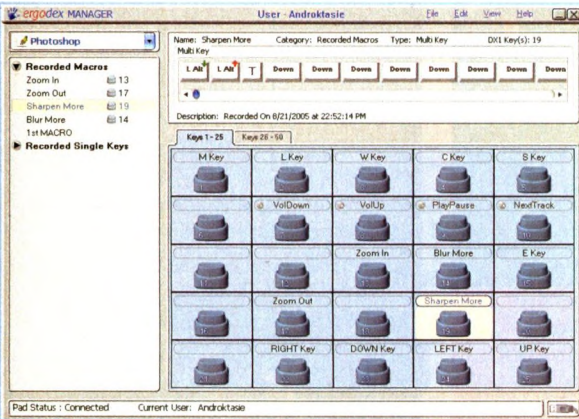 ergodex MANAGER
User - Androktasie
File Edit View Help
Photoshop
Name: Sharpen More Category: Recorded Macros Type: Multi Key DX1 Key(s): 19
Multi Key
L Alt L Alt T Down Down Down Down Down Down Down Down
Description: Recorded On 8/21/2005 at 22:52:14 PM
Recorded Macros
Zoom In 13
Zoom Out 17
Sharpen More 19
Blur More 14
1st MACRO
Recorded Single Keys
Keys 1 - 25 Keys 26 - 50
M Key L Key W Key C Key S Key
VolDown VolUp PlayPause NextTrack
Zoom In Blur More E Key
Zoom Out Sharpen More
RIGHT Key DOWN Key LEFT Key UP Key
Pad Status : Connected Current User: Androktasie